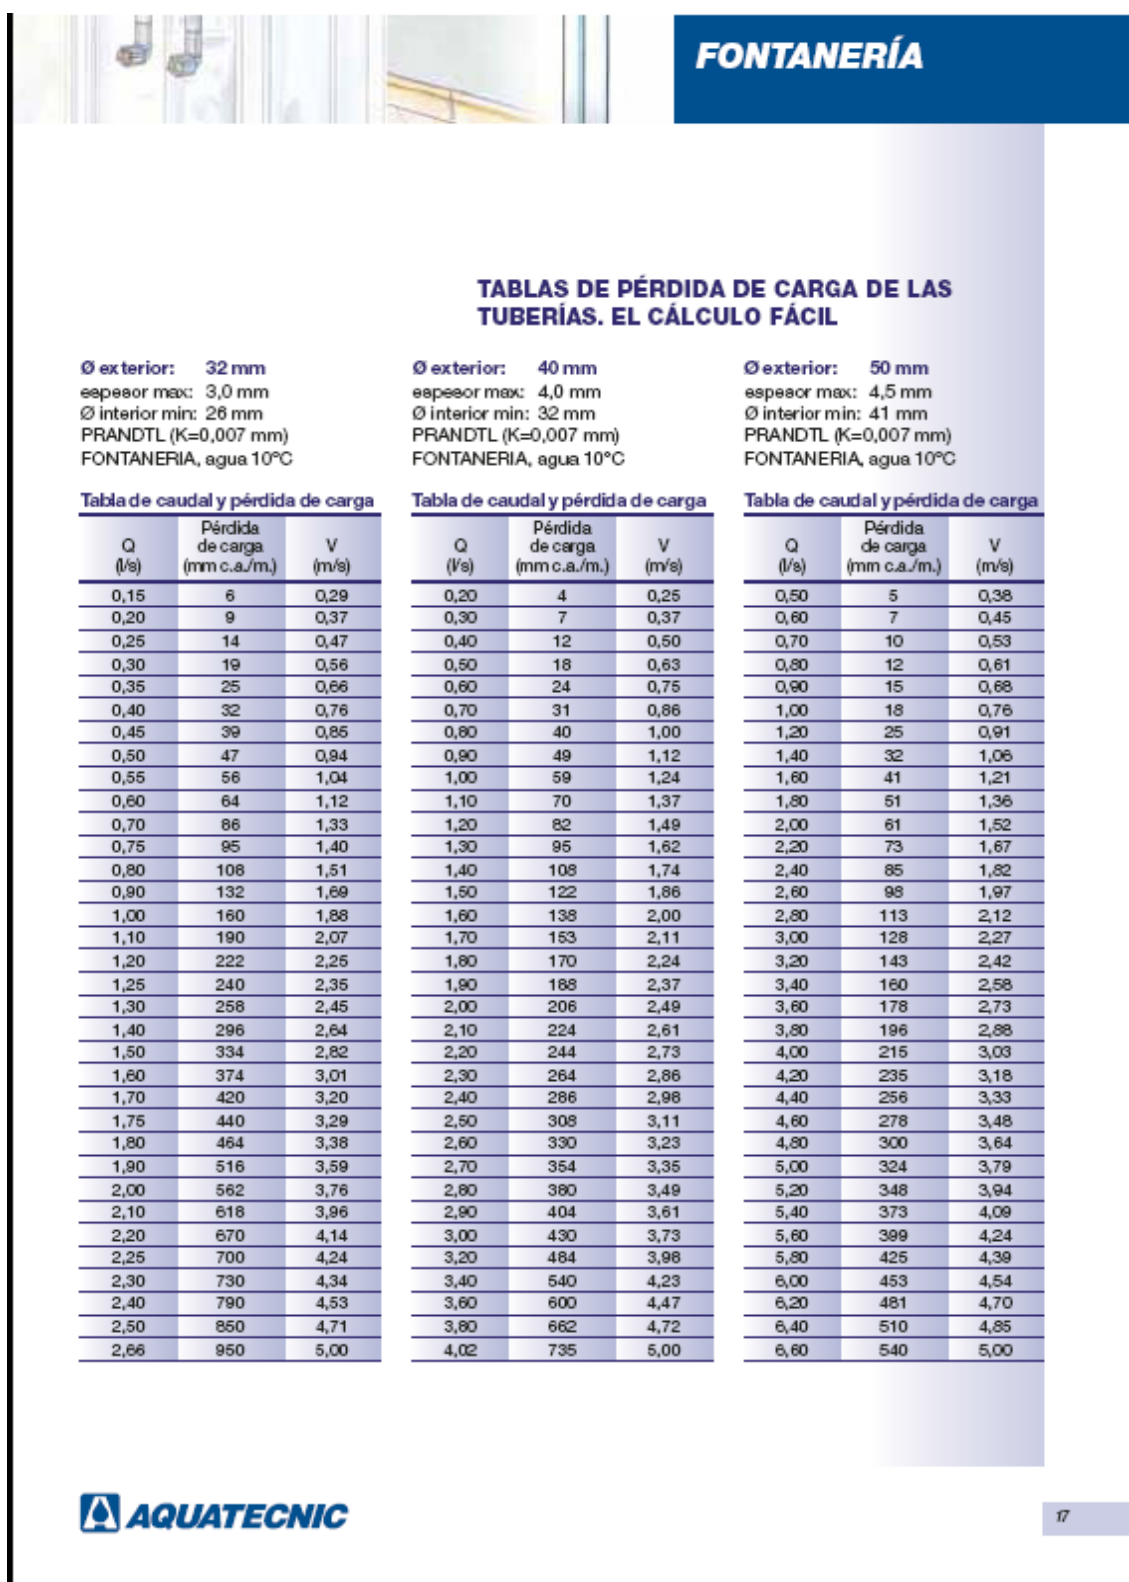 FONTANERÍA
TABLAS DE PÉRDIDA DE CARGA DE LAS
TUBERÍAS. EL CÁLCULO FÁCIL
Ø exterior: 32 mm
espesor max: 3,0 mm
Ø interior min: 26 mm
PRANDTL (K=0,007 mm)
FONTANERIA, agua 10ºC
Tabla de caudal y pérdida de carga
Q (l/s) Pérdida de carga (mm c.a./m.) V (m/s)
0,15 6 0,29
0,20 9 0,37
0,25 14 0,47
0,30 19 0,56
0,35 25 0,66
0,40 32 0,76
0,45 39 0,85
0,50 47 0,94
0,55 56 1,04
0,60 64 1,12
0,70 86 1,33
0,75 95 1,40
0,80 108 1,51
0,90 132 1,69
1,00 160 1,88
1,10 190 2,07
1,20 222 2,25
1,25 240 2,35
1,30 258 2,45
1,40 296 2,64
1,50 334 2,82
1,60 374 3,01
1,70 420 3,20
1,75 440 3,29
1,80 464 3,38
1,90 516 3,59
2,00 562 3,76
2,10 618 3,96
2,20 670 4,14
2,25 700 4,24
2,30 730 4,34
2,40 790 4,53
2,50 850 4,71
2,66 950 5,00
Ø exterior: 40 mm
espesor max: 4,0 mm
Ø interior min: 32 mm
PRANDTL (K=0,007 mm)
FONTANERIA, agua 10°C
Tabla de caudal y pérdida de carga
Q (l/s) Pérdida de carga (mm c.a./m.) V (m/s)
0,20 4 0,25
0,30 7 0,37
0,40 12 0,50
0,50 18 0,63
0,60 24 0,75
0,70 31 0,86
0,80 40 1,00
0,90 49 1,12
1,00 59 1,24
1,10 70 1,37
1,20 82 1,49
1,30 95 1,62
1,40 108 1,74
1,50 122 1,86
1,60 138 2,00
1,70 153 2,11
1,80 170 2,24
1,90 188 2,37
2,00 206 2,49
2,10 224 2,61
2,20 244 2,73
2,30 264 2,86
2,40 286 2,98
2,50 308 3,11
2,60 330 3,23
2,70 354 3,35
2,80 380 3,49
2,90 404 3,61
3,00 430 3,73
3,20 484 3,98
3,40 540 4,23
3,60 600 4,47
3,80 662 4,72
4,02 735 5,00
Ø exterior: 50 mm
espesor max: 4,5 mm
Ø interior min: 41 mm
PRANDTL (K=0,007 mm)
FONTANERIA, agua 10ºC
Tabla de caudal y pérdida de carga
Q (l/s) Pérdida de carga (mm c.a./m.) V (m/s)
0,50 5 0,38
0,60 7 0,45
0,70 10 0,53
0,80 12 0,61
0,90 15 0,68
1,00 18 0,76
1,20 25 0,91
1,40 32 1,06
1,60 41 1,21
1,80 51 1,36
2,00 61 1,52
2,20 73 1,67
2,40 85 1,82
2,60 98 1,97
2,80 113 2,12
3,00 128 2,27
3,20 143 2,42
3,40 160 2,58
3,60 178 2,73
3,80 196 2,88
4,00 215 3,03
4,20 235 3,18
4,40 256 3,33
4,60 278 3,48
4,80 300 3,64
5,00 324 3,79
5,20 348 3,94
5,40 373 4,09
5,60 399 4,24
5,80 425 4,39
6,00 453 4,54
6,20 481 4,70
6,40 510 4,85
6,60 540 5,00
AQUATECNIC
17